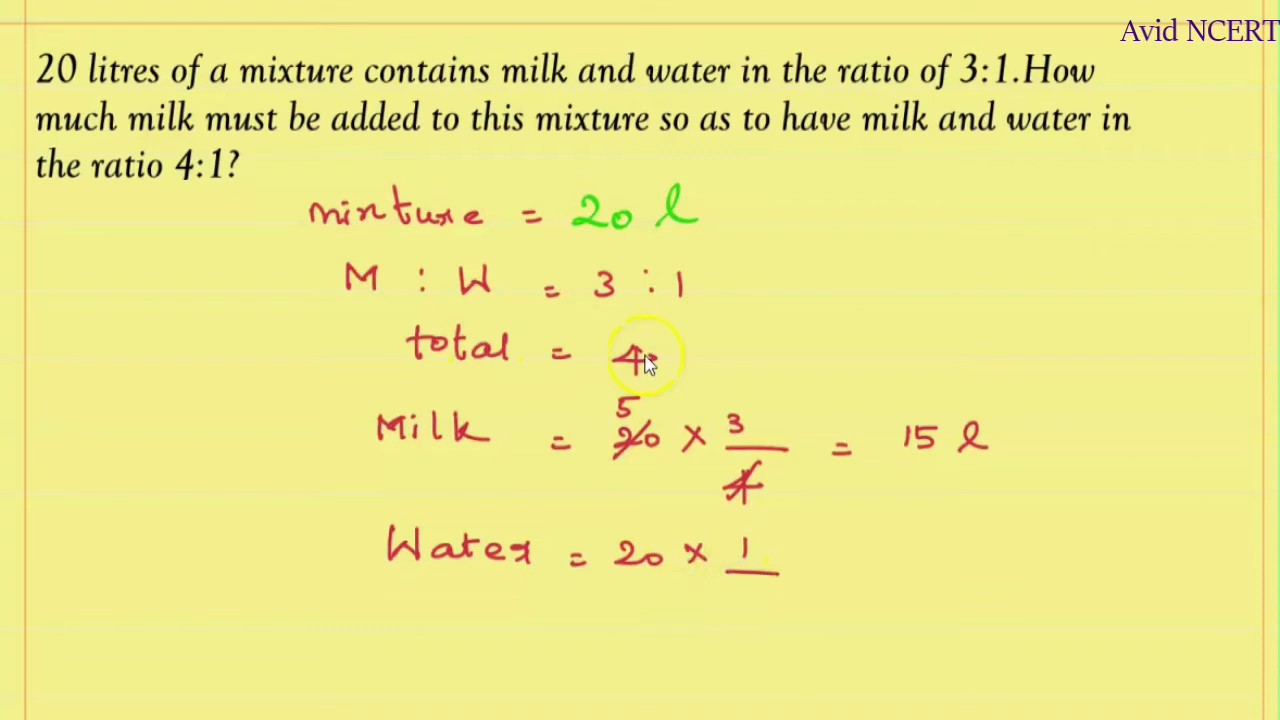 Avid NCERT
20 litres of a mixture contains milk and water in the ratio of 3:1.How
much milk must be added to this mixture so as to have milk and water in
the ratio 4:1?
mixture = 20 l
M : W = 3 : 1
total = 4
5
Milk = 20 × 3/4 = 15 l
Water = 20 × 1